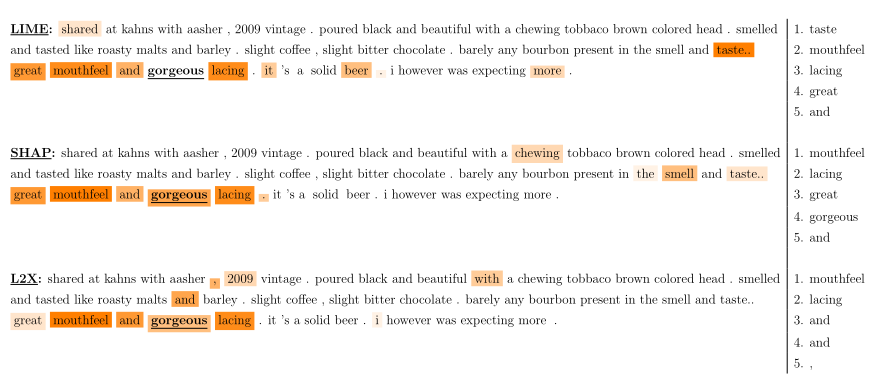 LIME: shared at kahns with aasher , 2009 vintage . poured black and beautiful with a chewing tobbaco brown colored head . smelled
and tasted like roasty malts and barley . slight coffee , slight bitter chocolate . barely any bourbon present in the smell and taste..
great mouthfeel and gorgeous lacing . it 's a solid beer . i however was expecting more .
1. taste
2. mouthfeel
3. lacing
4. great
5. and
SHAP: shared at kahns with aasher , 2009 vintage . poured black and beautiful with a chewing tobbaco brown colored head . smelled
and tasted like roasty malts and barley . slight coffee , slight bitter chocolate . barely any bourbon present in the smell and taste..
great mouthfeel and gorgeous lacing . it 's a solid beer . i however was expecting more .
1. mouthfeel
2. lacing
3. great
4. gorgeous
5. and
L2X: shared at kahns with aasher , 2009 vintage . poured black and beautiful with a chewing tobbaco brown colored head . smelled
and tasted like roasty malts and barley . slight coffee , slight bitter chocolate . barely any bourbon present in the smell and taste..
great mouthfeel and gorgeous lacing . it 's a solid beer . i however was expecting more .
1. mouthfeel
2. lacing
3. and
4. and
5. ,